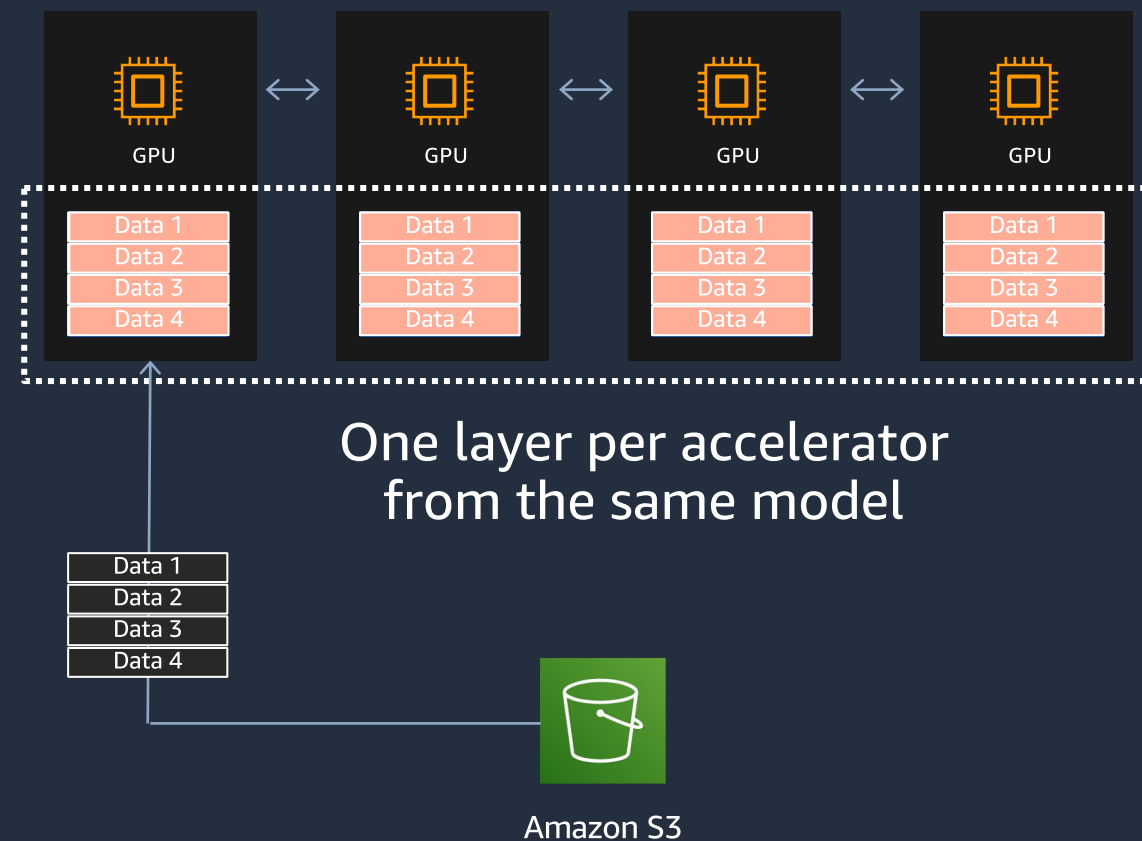 GPU
GPU
GPU
GPU
Data 1
Data 2
Data 3
Data 4
Data 1
Data 2
Data 3
Data 4
Data 1
Data 2
Data 3
Data 4
Data 1
Data 2
Data 3
Data 4
One layer per accelerator
from the same model
Data 1
Data 2
Data 3
Data 4
Amazon S3